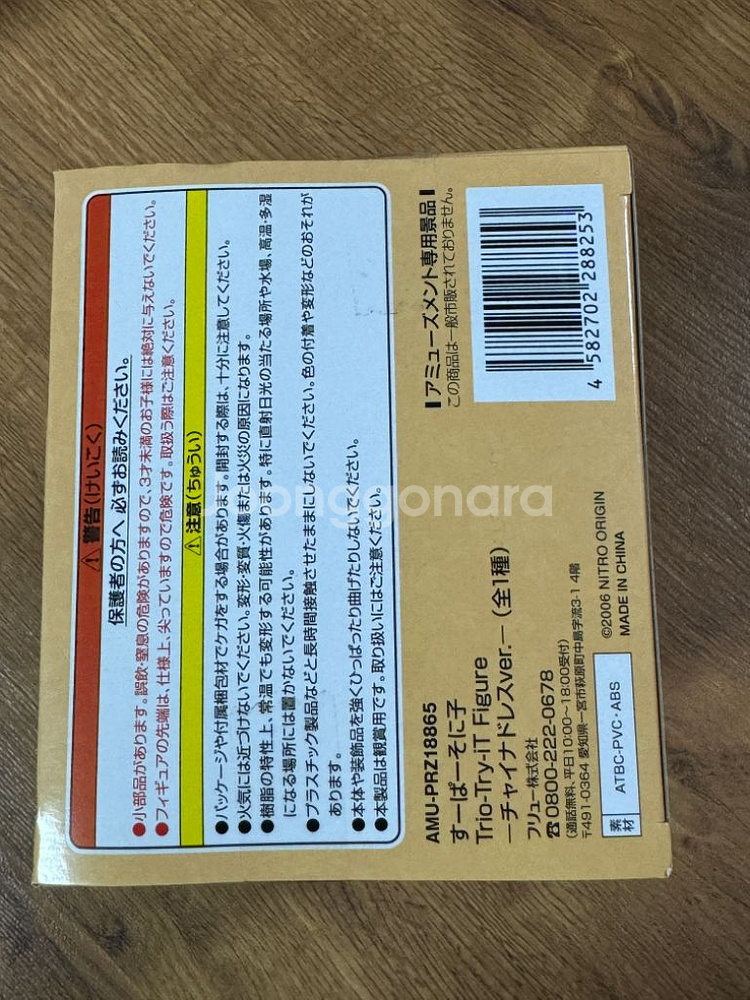 ⚠警告(けいこく)
保護者の方へ 必ずお読みください。
●小部品があります。誤飲・窒息の危険がありますので、3才未満のお子様には絶対に与えないでください。
●フィギュアの先端は、仕様上、尖っていますので危険です。取扱う際はご注意ください。
⚠注意(ちゅうい)
●パッケージや付属梱包材でケガをする場合があります。開封する際は、十分に注意してください。
●火気には近づけないでください。変形・変質・火傷または火災の原因になります。
●樹脂の特性上、常温でも変形する可能性があります。特に直射日光の当たる場所や水場、高温・多湿
になる場所には置かないでください。
●プラスチック製品などと長時間接触させたままにしないでください。色の付着や変形などのおそれが
あります。
●本体や装飾品を強くひっぱったり曲げたりしないでください。
●本製品は観賞用です。取り扱いにはご注意ください。
AMU-PRZ18865
すーぱーそに子
Trio-Try-iT Figure
―チャイナドレスver.―(全1種)
フリュー株式会社
☎0800-222-0678
(通話無料、平日10:00~18:00受付)
〒491-0364 愛知県一宮市萩原町中島字流3-1 4階
素材
ATBC-PVC・ABS
©2006 NITRO ORIGIN
MADE IN CHINA
アミューズメント専用景品
この商品は一般市販されておりません。
4 582702 288253
joonggonara